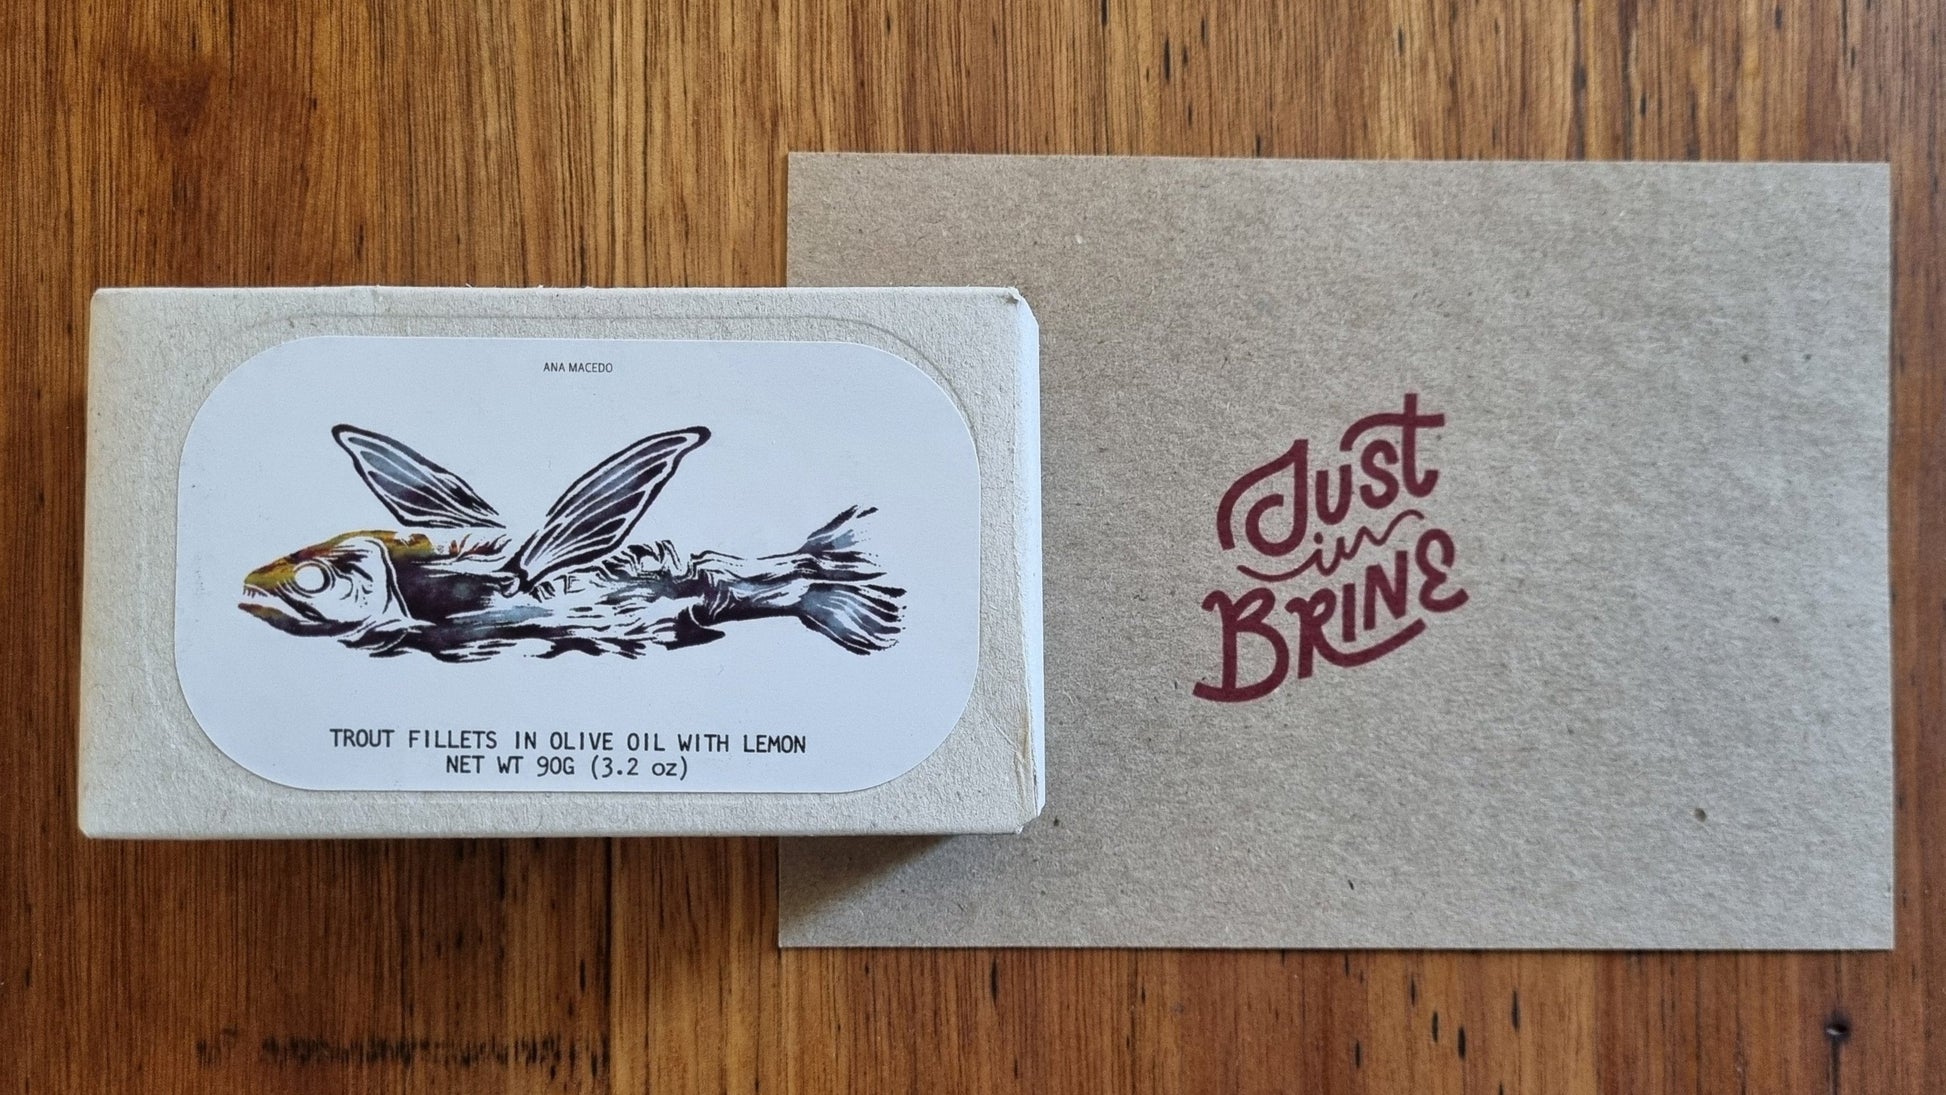 ANA MACEDO
TROUT FILLETS IN OLIVE OIL WITH LEMON
NET WT 90G (3.2 oz)
Just
in
BRINE